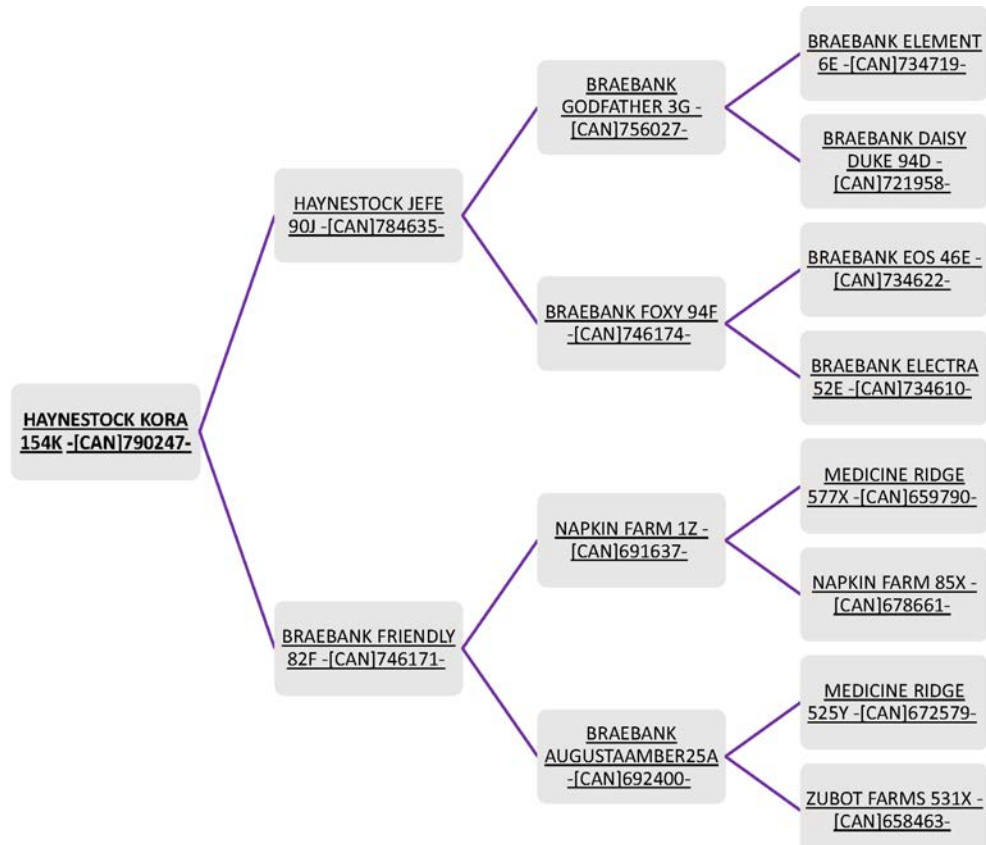 HAYNESTOCK KORA
154K -[CAN]790247-
HAYNESTOCK JEFE
90J -[CAN]784635-
BRAEBANK FRIENDLY
82F -[CAN]746171-
BRAEBANK
GODFATHER 3G -
[CAN]756027-
BRAEBANK FOXY 94F
-[CAN]746174-
NAPKIN FARM 1Z -
[CAN]691637-
BRAEBANK
AUGUSTAAMBER25A
-[CAN]692400-
BRAEBANK ELEMENT
6E -[CAN]734719-
BRAEBANK DAISY
DUKE 94D -
[CAN]721958-
BRAEBANK EOS 46E -
[CAN]734622-
BRAEBANK ELECTRA
52E -[CAN]734610-
MEDICINE RIDGE
577X -[CAN]659790-
NAPKIN FARM 85X -
[CAN]678661-
MEDICINE RIDGE
525Y -[CAN]672579-
ZUBOT FARMS 531X -
[CAN]658463-